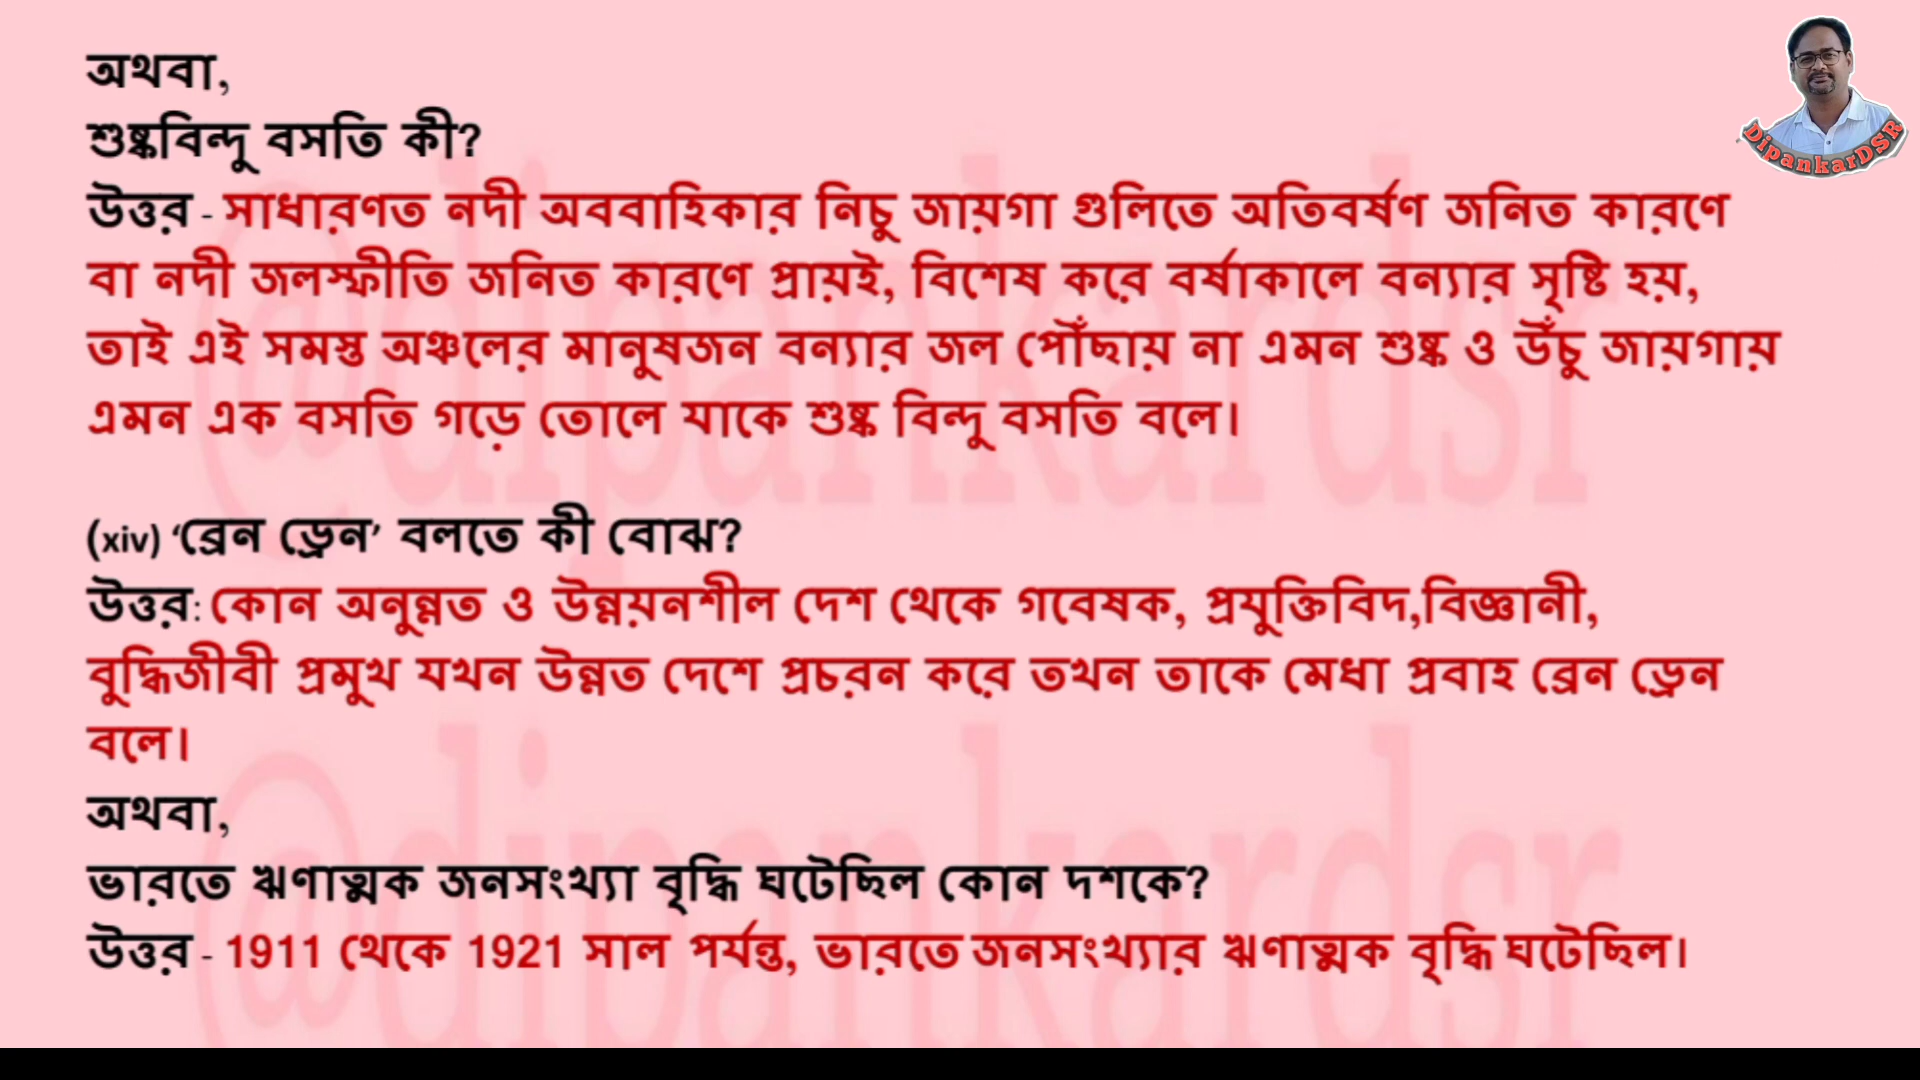 অথবা,
শুষ্কবিন্দু বসতি কী?
উত্তর - সাধারণত নদী অববাহিকার নিচু জায়গা গুলিতে অতিবর্ষণ জনিত কারণে
বা নদী জলস্ফীতি জনিত কারণে প্রায়ই, বিশেষ করে বর্ষাকালে বন্যার সৃষ্টি হয়,
তাই এই সমস্ত অঞ্চলের মানুষজন বন্যার জল পৌঁছায় না এমন শুষ্ক ও উঁচু জায়গায়
এমন এক বসতি গড়ে তোলে যাকে শুষ্ক বিন্দু বসতি বলে।
(xiv) ‘ব্রেন ড্রেন’ বলতে কী বোঝ?
উত্তর: কোন অনুন্নত ও উন্নয়নশীল দেশ থেকে গবেষক, প্রযুক্তিবিদ,বিজ্ঞানী,
বুদ্ধিজীবী প্রমুখ যখন উন্নত দেশে প্রচরন করে তখন তাকে মেধা প্রবাহ ব্রেন ড্রেন
বলে।
অথবা,
ভারতে ঋণাত্মক জনসংখ্যা বৃদ্ধি ঘটেছিল কোন দশকে?
উত্তর - 1911 থেকে 1921 সাল পর্যন্ত, ভারতে জনসংখ্যার ঋণাত্মক বৃদ্ধি ঘটেছিল।
DipankarDSR
@dipankardsr
@dipankardsr